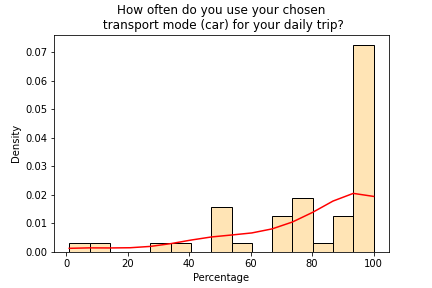 How often do you use your chosen
transport mode (car) for your daily trip?
0.07
0.06
0.05
0.04
0.03
0.02
0.01
0.00
Density
0 20 40 60 80 100
Percentage